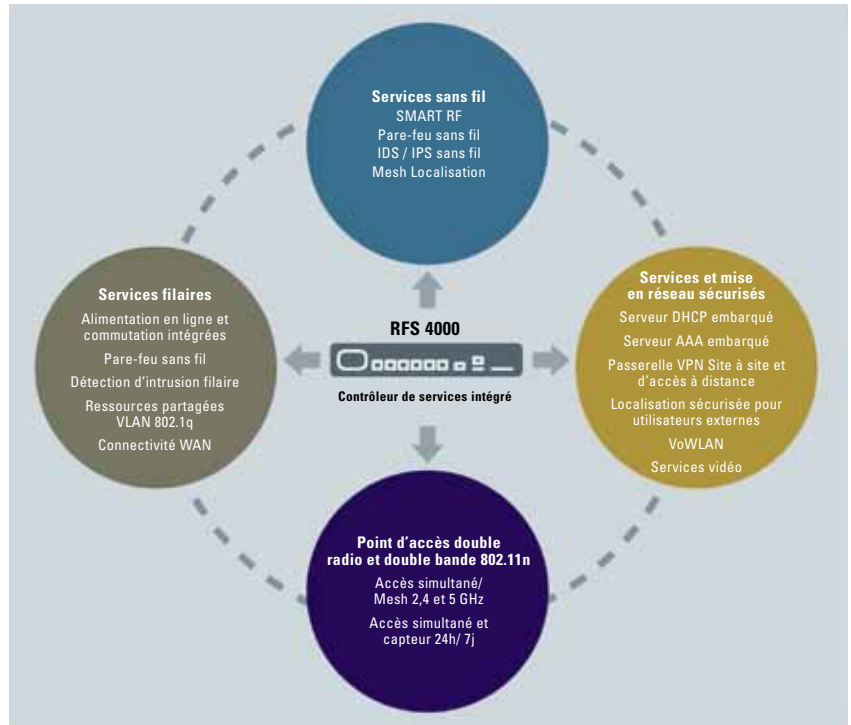 Services sans fil
SMART RF
Pare-feu sans fil
IDS / IPS sans fil
Mesh Localisation
Services filaires
Alimentation en ligne et
commutation intégrées
Pare-feu sans fil
Détection d'intrusion filaire
Ressources partagées
VLAN 802.1q
Connectivité WAN
RFS 4000
Contrôleur de services intégré
Services et mise
en réseau sécurisés
Serveur DHCP embarqué
Serveur AAA embarqué
Passerelle VPN Site à site et
d'accès à distance
Localisation sécurisée pour
utilisateurs externes
VoWLAN
Services vidéo
Point d'accès double
radio et double bande 802.11n
Accès simultané/
Mesh 2,4 et 5 GHz
Accès simultané et
capteur 24h/ 7j